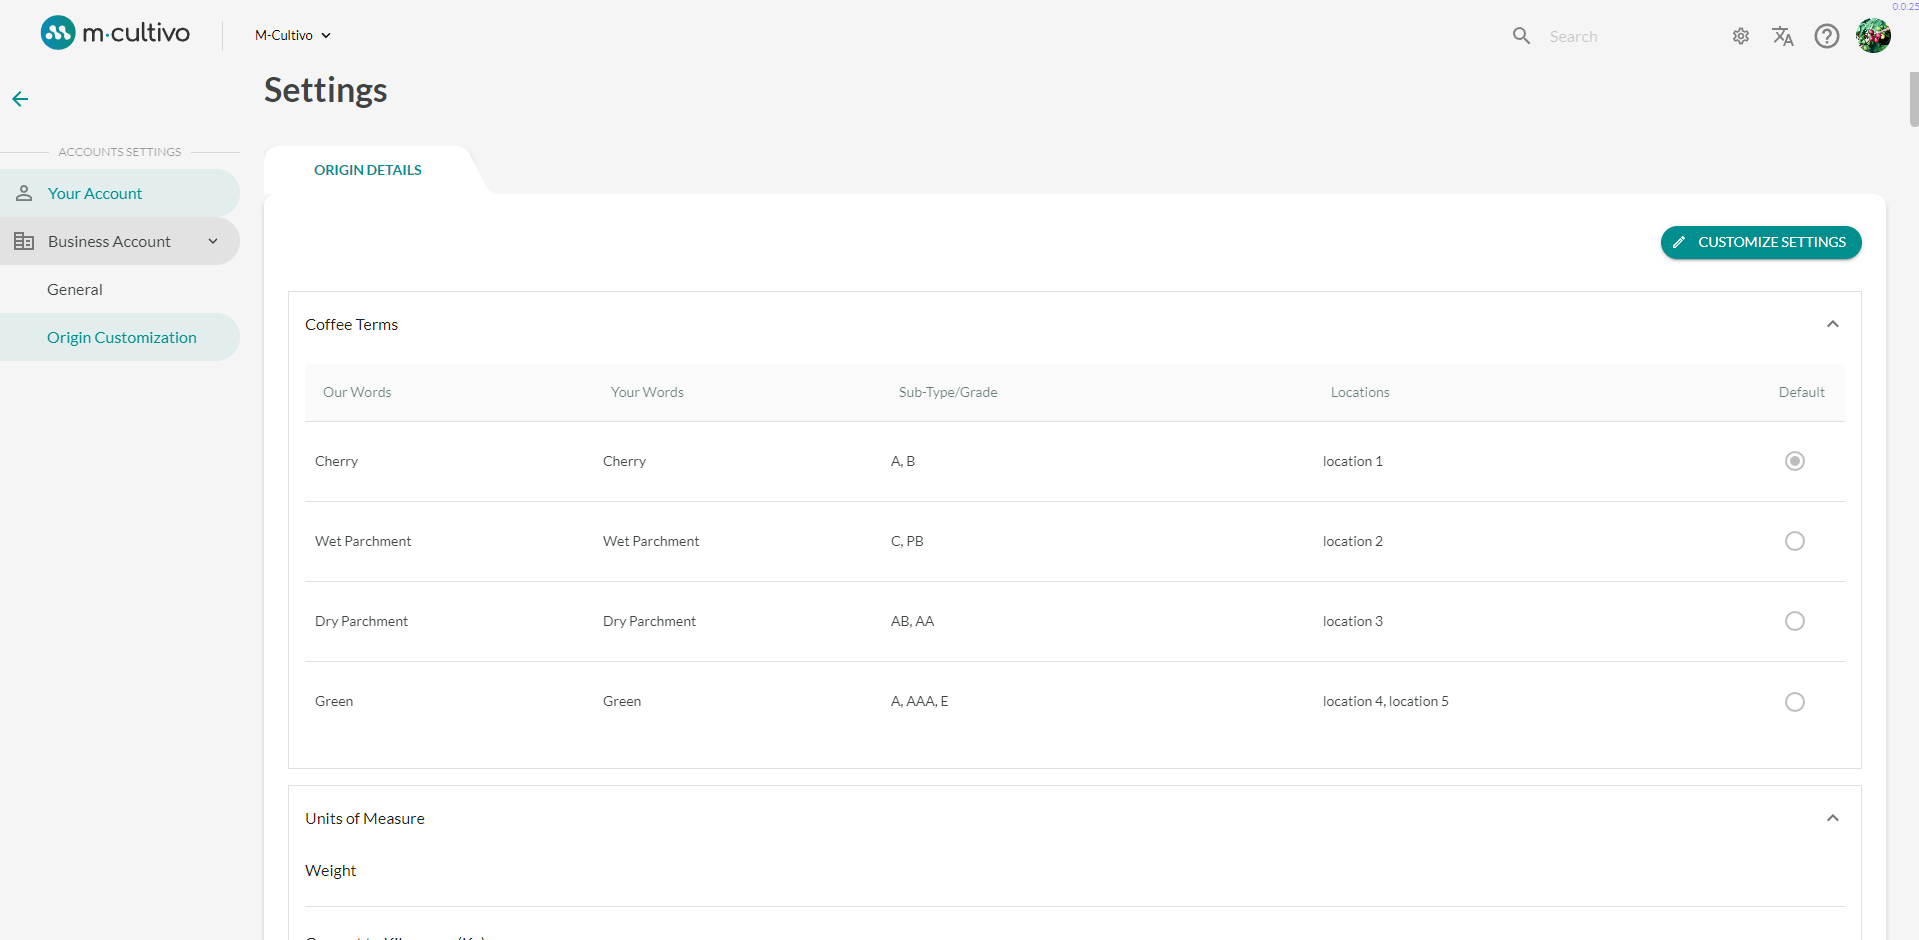 0.0.25
m·cultivo
M-Cultivo
Search
Settings
ACCOUNTS SETTINGS
Your Account
Business Account
General
Origin Customization
ORIGIN DETAILS
CUSTOMIZE SETTINGS
Coffee Terms
Our Words Your Words Sub-Type/Grade Locations Default
Cherry Cherry A, B location 1
Wet Parchment Wet Parchment C, PB location 2
Dry Parchment Dry Parchment AB, AA location 3
Green Green A, AAA, E location 4, location 5
Units of Measure
Weight